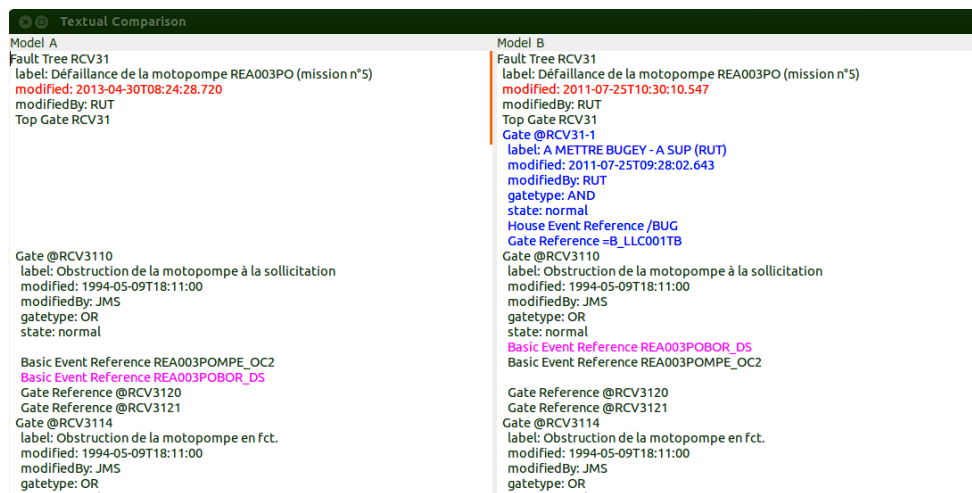 Textual Comparison
Model A
Fault Tree RCV31
label: Défaillance de la motopompe REA003PO (mission n°5)
modified: 2013-04-30T08:24:28.720
modifiedBy: RUT
Top Gate RCV31
Gate @RCV3110
label: Obstruction de la motopompe à la sollicitation
modified: 1994-05-09T18:11:00
modifiedBy: JMS
gatetype: OR
state: normal
Basic Event Reference REA003POMPE_OC2
Basic Event Reference REA003POBOR_DS
Gate Reference @RCV3120
Gate Reference @RCV3121
Gate @RCV3114
label: Obstruction de la motopompe en fct.
modified: 1994-05-09T18:11:00
modifiedBy: JMS
gatetype: OR
Model B
Fault Tree RCV31
label: Défaillance de la motopompe REA003PO (mission n°5)
modified: 2011-07-25T10:30:10.547
modifiedBy: RUT
Top Gate RCV31
Gate @RCV31-1
label: A METTRE BUGEY - A SUP (RUT)
modified: 2011-07-25T09:28:02.643
modifiedBy: RUT
gatetype: AND
state: normal
House Event Reference /BUG
Gate Reference =B_LLC001TB
Gate @RCV3110
label: Obstruction de la motopompe à la sollicitation
modified: 1994-05-09T18:11:00
modifiedBy: JMS
gatetype: OR
state: normal
Basic Event Reference REA003POBOR_DS
Basic Event Reference REA003POMPE_OC2
Gate Reference @RCV3120
Gate Reference @RCV3121
Gate @RCV3114
label: Obstruction de la motopompe en fct.
modified: 1994-05-09T18:11:00
modifiedBy: JMS
gatetype: OR